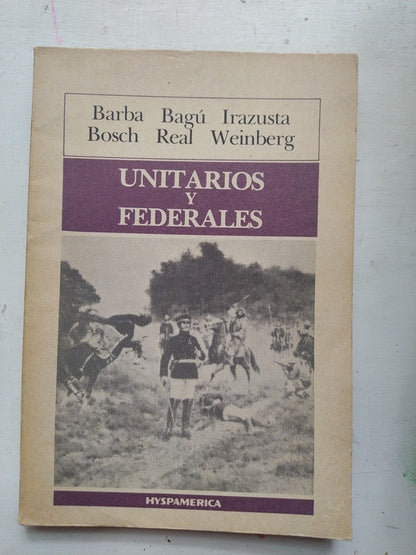 Barba Bagú Irazusta
Bosch Real Weinberg
UNITARIOS
Y
FEDERALES
HYSPAMERICA